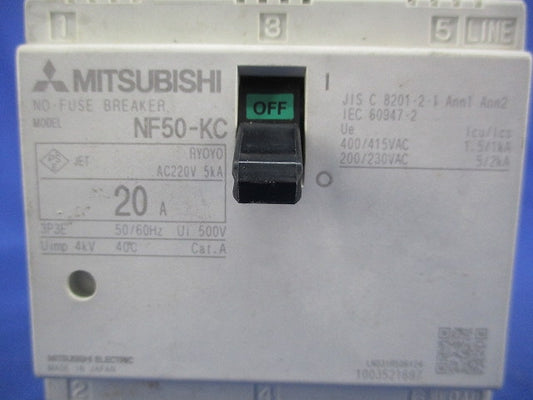 1 3 5 LINE
MITSUBISHI
NO-FUSE BREAKER
MODEL NF50-KC
OFF
I
JIS C 8201-2-1 Ann1 Ann2
IEC 60947-2
Ue Icu/Ics
400/415VAC 1.5/1kA
200/230VAC 5/2kA
JET
RYOYO
AC220V 5kA
20 A
3P3E 50/60Hz Ui 500V
Uimp 4kV 40℃ Cat.A
O
MITSUBISHI ELECTRIC
MADE IN JAPAN
2 4